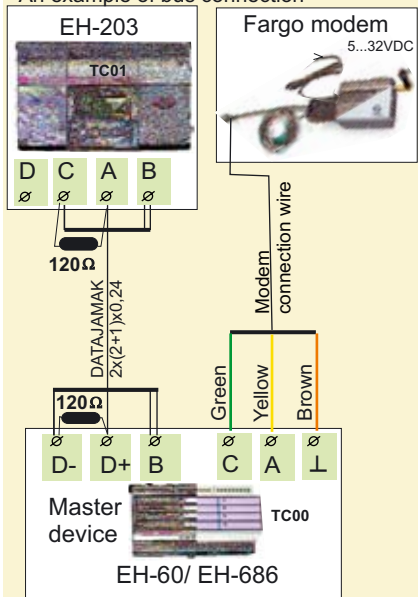 An example of bus connection
EH-203
TC01
D C A B
120Ω
DATAJAMAK
2x(2+1)x0,24
Fargo modem
5...32VDC
Modem
connection wire
Green
Yellow
Brown
120Ω
D- D+ B
C A ⊥
Master
device
TC00
EH-60/ EH-686